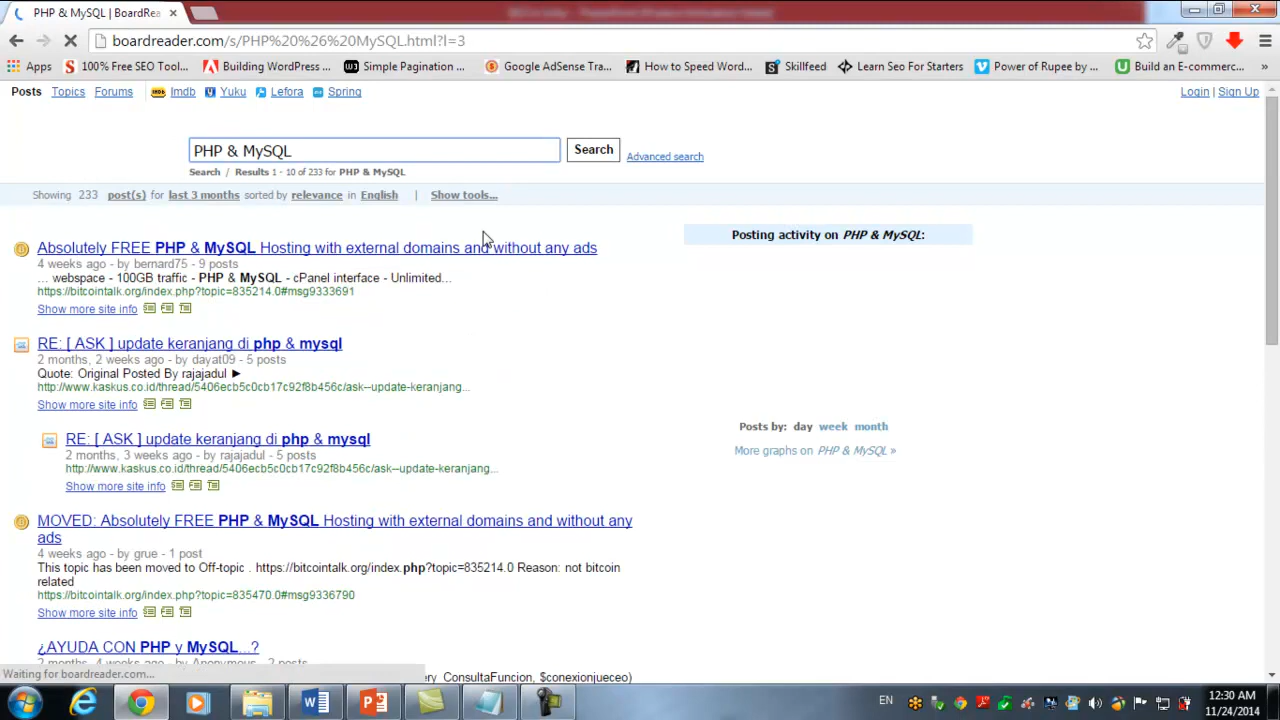 PHP & MySQL | BoardRea
boardreader.com/s/PHP%20%26%20MySQL.html?l=3
Apps 100% Free SEO Tool... Building WordPress ... Simple Pagination ... Google AdSense Tra... How to Speed Word... Skillfeed Learn Seo For Starters Power of Rupee by ... Build an E-commerc... »
Posts Topics Forums Imdb Yuku Lefora Spring Login | Sign Up
PHP & MySQL Search Advanced search
Search / Results 1 - 10 of 233 for PHP & MySQL
Showing 233 post(s) for last 3 months sorted by relevance in English | Show tools...
Absolutely FREE PHP & MySQL Hosting with external domains and without any ads
4 weeks ago - by bernard75 - 9 posts
... webspace - 100GB traffic - PHP & MySQL - cPanel interface - Unlimited...
https://bitcointalk.org/index.php?topic=835214.0#msg9333691
Show more site info
RE: [ ASK ] update keranjang di php & mysql
2 months, 2 weeks ago - by dayat09 - 5 posts
Quote: Original Posted By rajajadul ►
http://www.kaskus.co.id/thread/5406ecb5c0cb17c92f8b456c/ask--update-keranjang...
Show more site info
RE: [ ASK ] update keranjang di php & mysql
2 months, 3 weeks ago - by rajajadul - 5 posts
http://www.kaskus.co.id/thread/5406ecb5c0cb17c92f8b456c/ask--update-keranjang...
Show more site info
MOVED: Absolutely FREE PHP & MySQL Hosting with external domains and without any
ads
4 weeks ago - by grue - 1 post
This topic has been moved to Off-topic . https://bitcointalk.org/index.php?topic=835214.0 Reason: not bitcoin
related
https://bitcointalk.org/index.php?topic=835470.0#msg9336790
Show more site info
¿AYUDA CON PHP y MySQL...?
2 months, 4 weeks ago - by Anonymous - 2 posts
ery_ConsultaFuncion, $conexionjueceo)
Posting activity on PHP & MySQL:
Posts by: day week month
More graphs on PHP & MySQL »
Waiting for boardreader.com...
EN
12:30 AM
11/24/2014